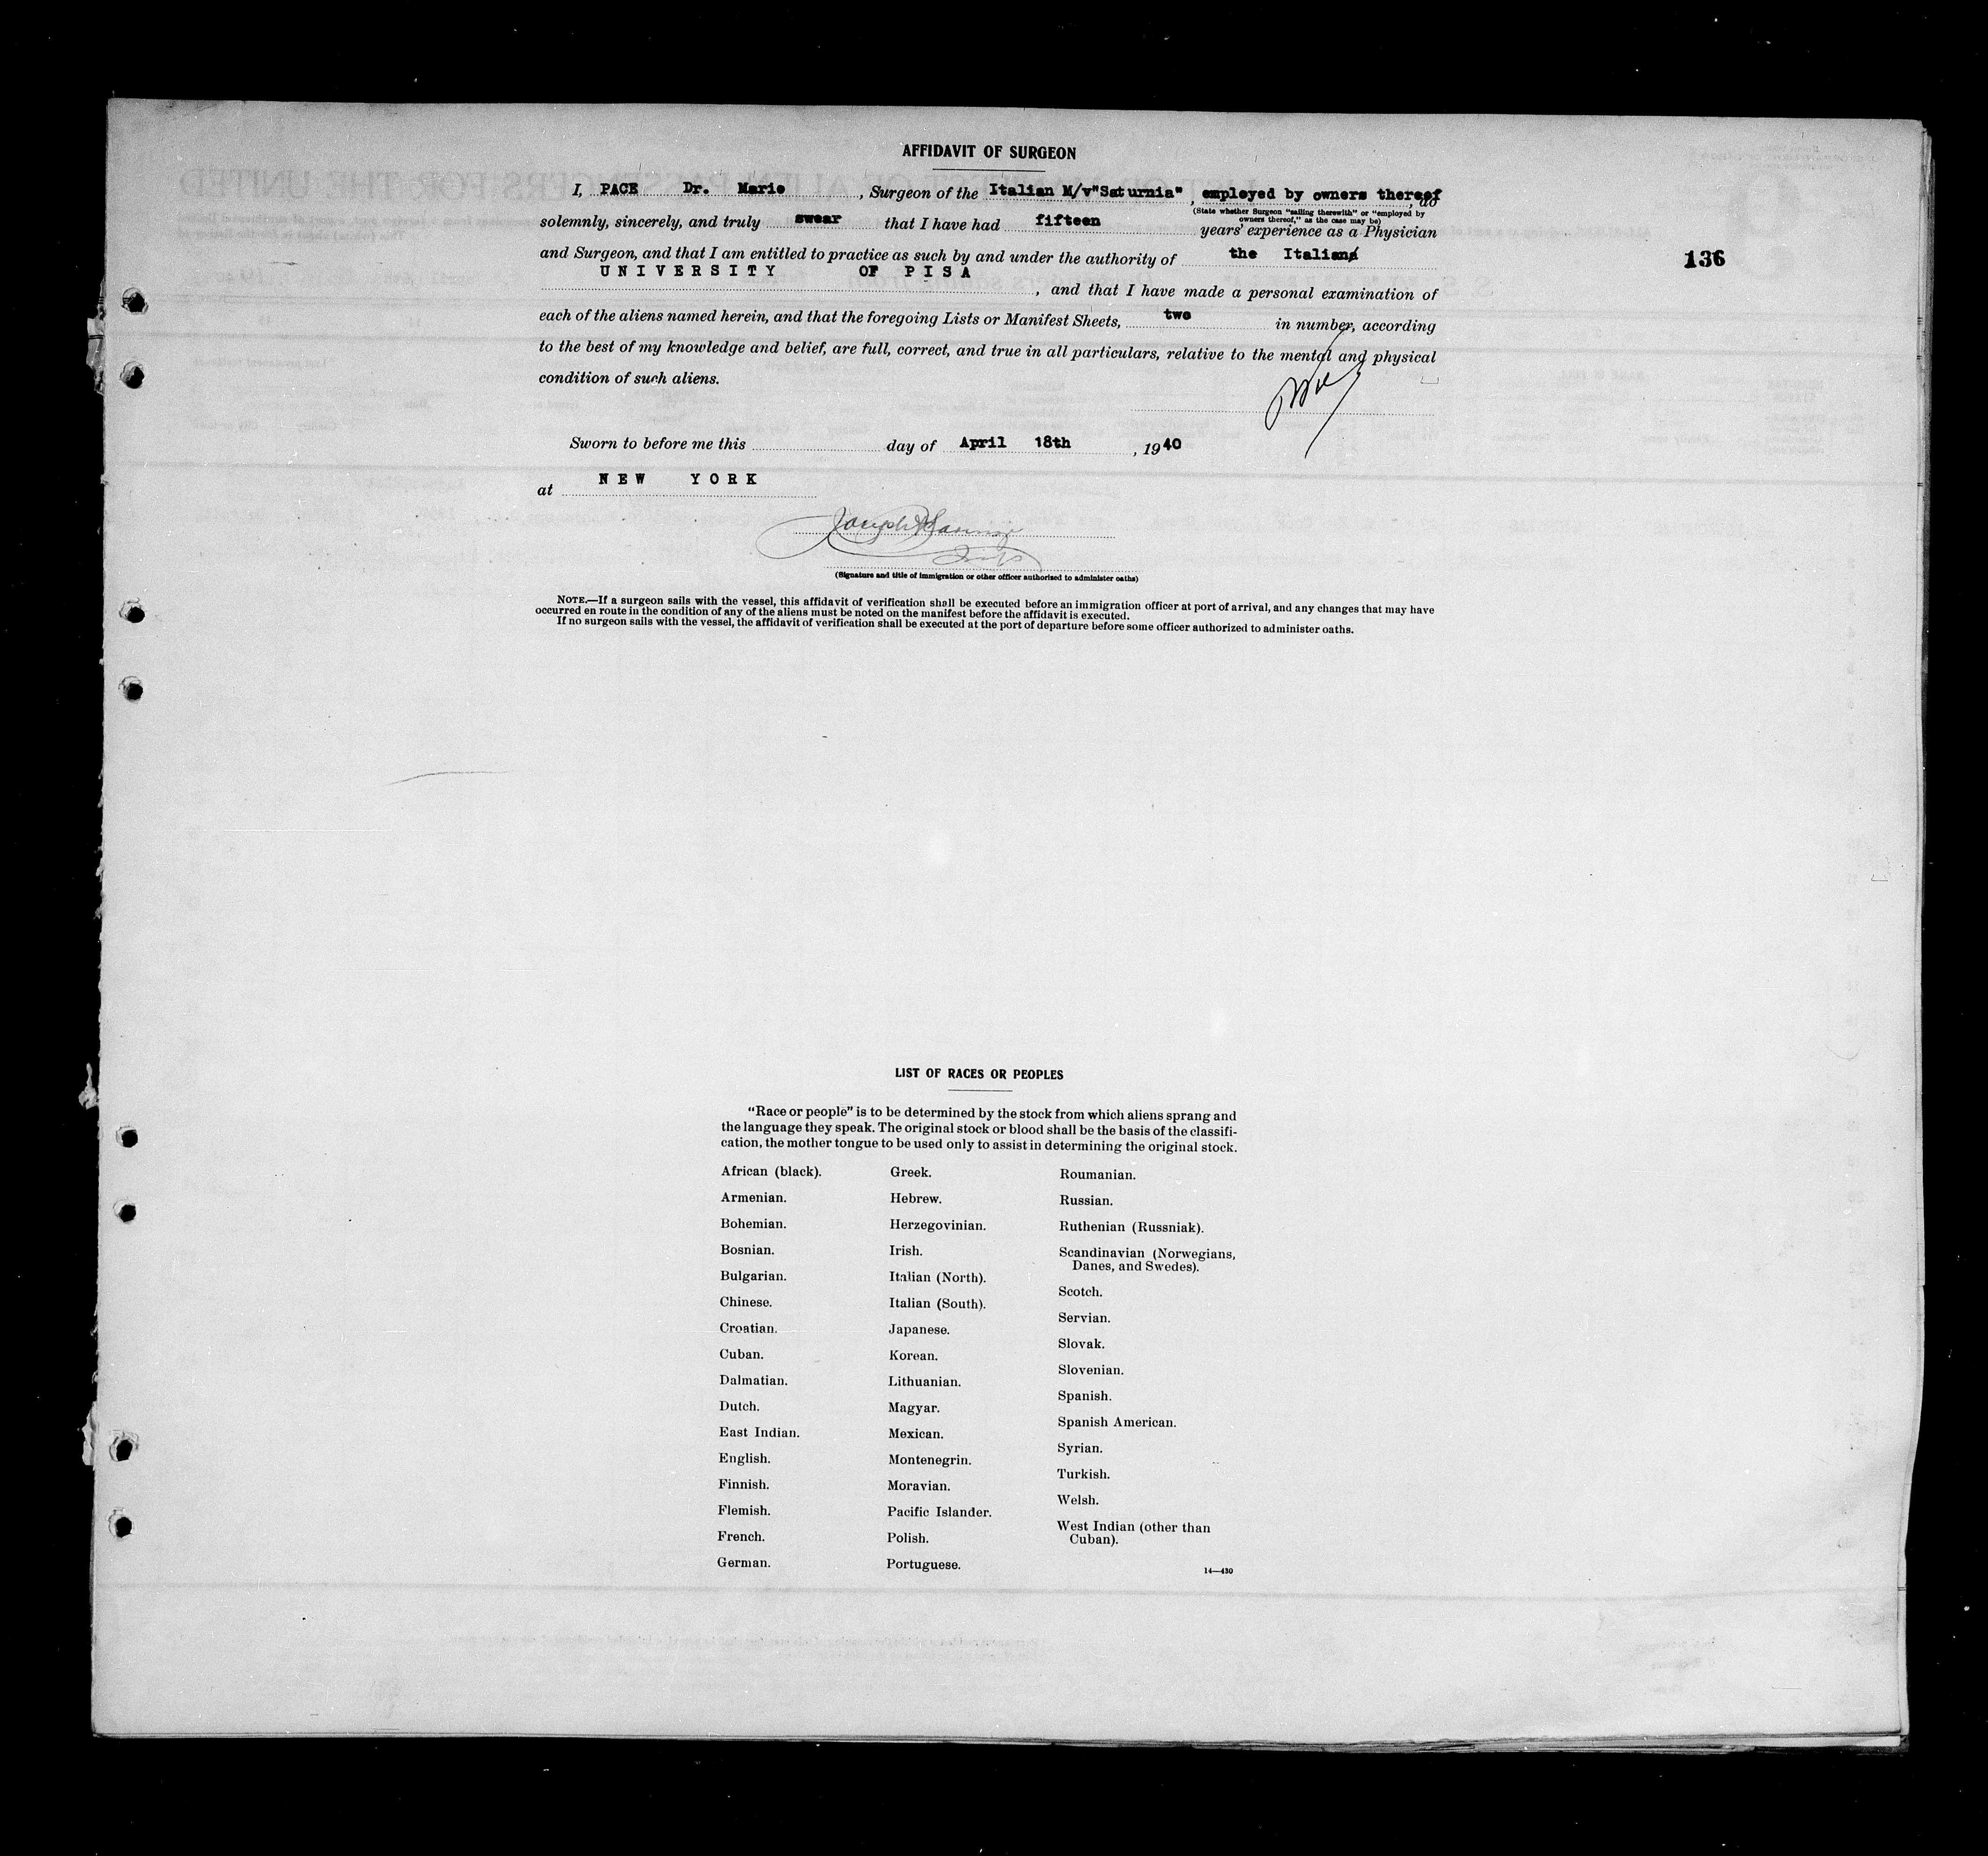 AFFIDAVIT OF SURGEON
I, PACE Dr. Mario, Surgeon of the Italian M/v"Saturnia", employed by owners thereof, do
(State whether Surgeon "sailing therewith" or "employed by
owners thereof," as the case may be)
solemnly, sincerely, and truly swear that I have had fifteen years' experience as a Physician
and Surgeon, and that I am entitled to practice as such by and under the authority of the Italian
136
UNIVERSITY OF PISA
, and that I have made a personal examination of
each of the aliens named herein, and that the foregoing Lists or Manifest Sheets, two in number, according
to the best of my knowledge and belief, are full, correct, and true in all particulars, relative to the mental and physical
condition of such aliens.
Sworn to before me this day of April 18th, 1940
at NEW YORK
(Signature and title of immigration or other officer authorized to administer oaths)
NOTE.—If a surgeon sails with the vessel, this affidavit of verification shall be executed before an immigration officer at port of arrival, and any changes that may have
occurred en route in the condition of any of the aliens must be noted on the manifest before the affidavit is executed.
If no surgeon sails with the vessel, the affidavit of verification shall be executed at the port of departure before some officer authorized to administer oaths.
LIST OF RACES OR PEOPLES
"Race or people" is to be determined by the stock from which aliens sprang and
the language they speak. The original stock or blood shall be the basis of the classifi-
cation, the mother tongue to be used only to assist in determining the original stock.
African (black).
Armenian.
Bohemian.
Bosnian.
Bulgarian.
Chinese.
Croatian.
Cuban.
Dalmatian.
Dutch.
East Indian.
English.
Finnish.
Flemish.
French.
German.
Greek.
Hebrew.
Herzegovinian.
Irish.
Italian (North).
Italian (South).
Japanese.
Korean.
Lithuanian.
Magyar.
Mexican.
Montenegrin.
Moravian.
Pacific Islander.
Polish.
Portuguese.
Roumanian.
Russian.
Ruthenian (Russniak).
Scandinavian (Norwegians,
Danes, and Swedes).
Scotch.
Servian.
Slovak.
Slovenian.
Spanish.
Spanish American.
Syrian.
Turkish.
Welsh.
West Indian (other than
Cuban).
14—430